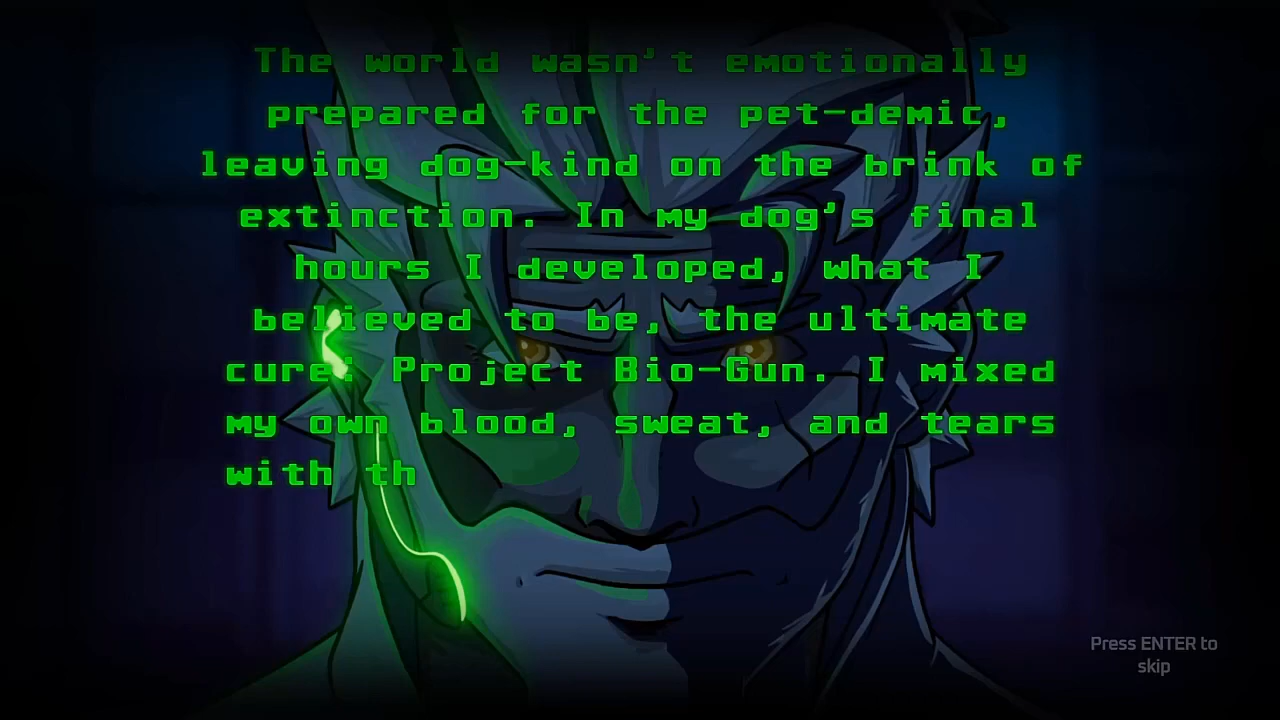 The world wasn't emotionally
prepared for the pet-demic,
leaving dog-kind on the brink of
extinction. In my dog's final
hours I developed, what I
believed to be, the ultimate
cure: Project Bio-Gun. I mixed
my own blood, sweat, and tears
with th
Press ENTER to
skip